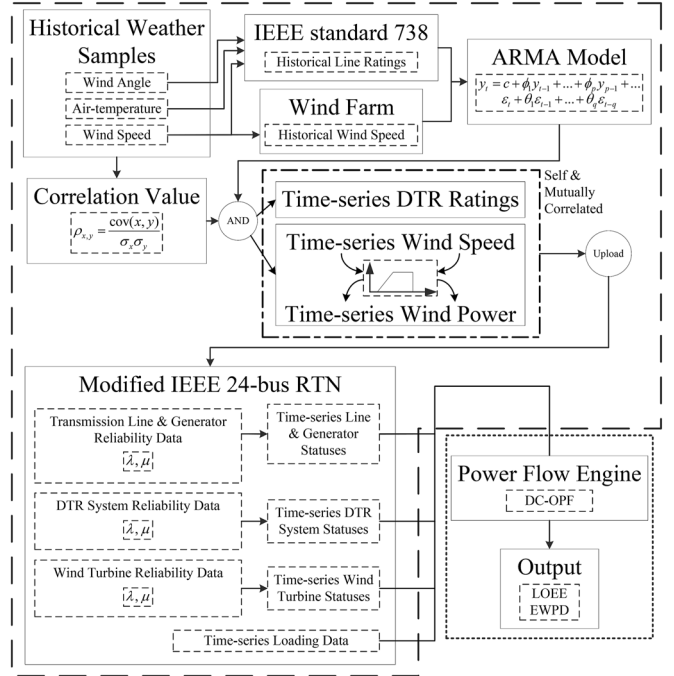 Historical Weather
Samples
Wind Angle
Air-temperature
Wind Speed
IEEE standard 738
Historical Line Ratings
Wind Farm
Historical Wind Speed
ARMA Model
y_t = c + ϕ_1 y_{t-1} + ... + ϕ_p y_{p-1} + ...
ε_t + θ_1 ε_{t-1} + ... + θ_q ε_{t-q}
Correlation Value
ρ_{x,y} = cov(x, y) / σ_x σ_y
AND
Time-series DTR Ratings
Time-series Wind Speed
Time-series Wind Power
Self &
Mutually
Correlated
Upload
Modified IEEE 24-bus RTN
Transmission Line & Generator
Reliability Data
λ, μ
Time-series Line
& Generator
Statuses
DTR System Reliability Data
λ, μ
Time-series DTR
System Statuses
Wind Turbine Reliability Data
λ, μ
Time-series Wind
Turbine Statuses
Time-series Loading Data
Power Flow Engine
DC-OPF
Output
LOEE
EWPD